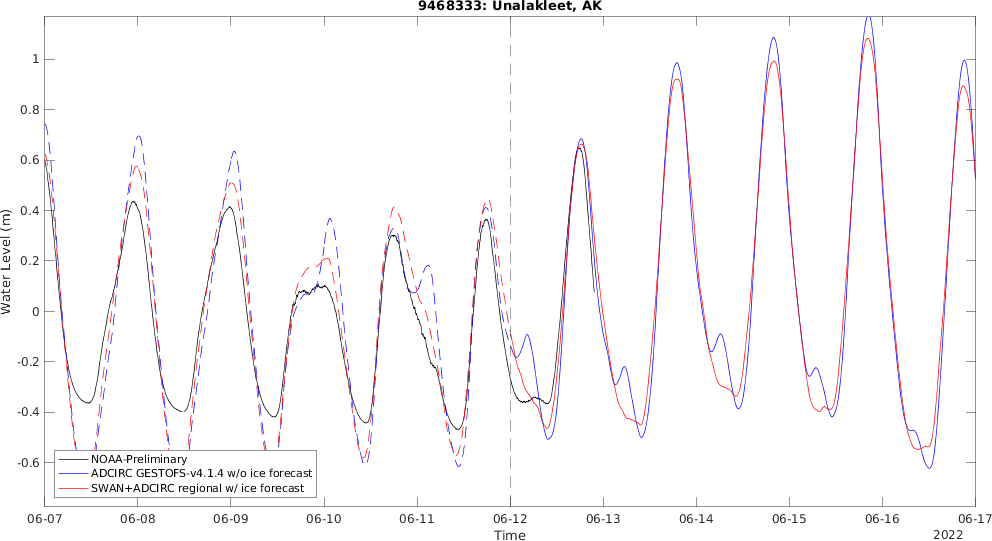 9468333: Unalakleet, AK
Water Level (m)
1
0.8
0.6
0.4
0.2
0
-0.2
-0.4
-0.6
NOAA-Preliminary
ADCIRC GESTOFS-v4.1.4 w/o ice forecast
SWAN+ADCIRC regional w/ ice forecast
06-07 06-08 06-09 06-10 06-11 06-12 06-13 06-14 06-15 06-16 06-17
Time
2022